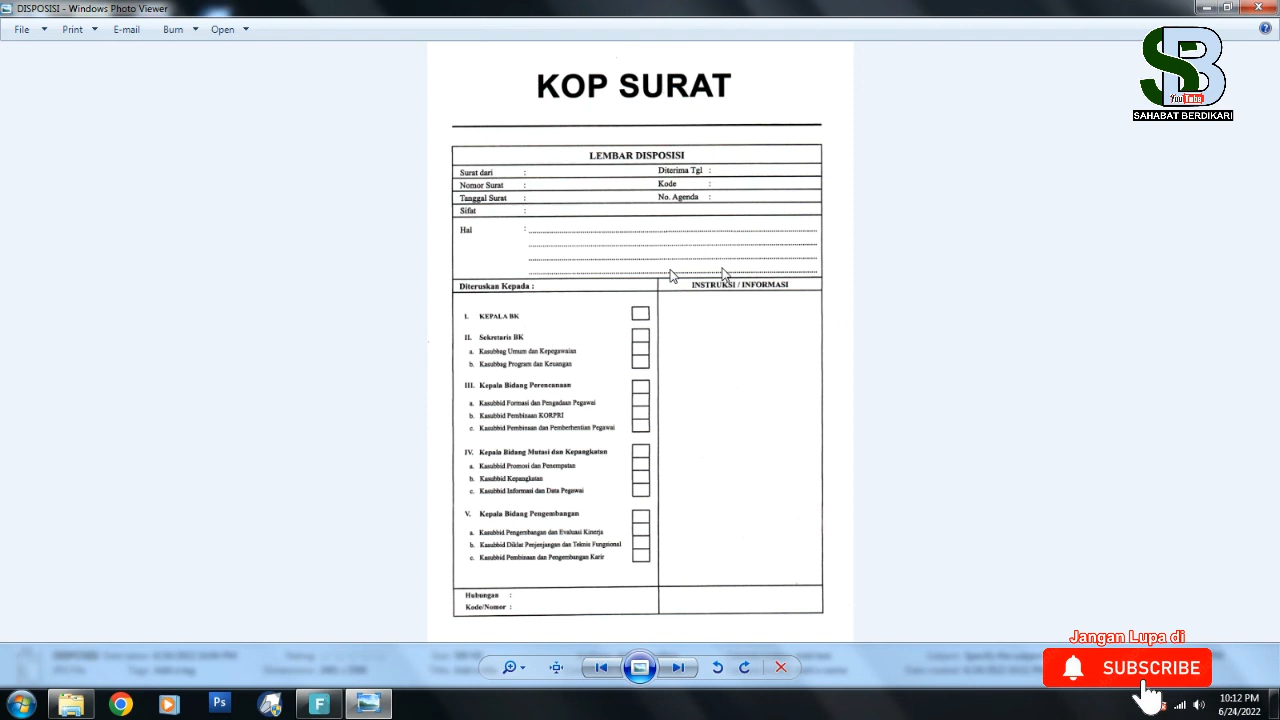 DISPOSISI - Windows Photo Viewer
File Print E-mail Burn Open
S B
YouTube
SAHABAT BERDIKARI
KOP SURAT
LEMBAR DISPOSISI
Surat dari : Diterima Tgl :
Nomor Surat : Kode :
Tanggal Surat : No. Agenda :
Sifat :
Hal :
Diteruskan Kepada : INSTRUKSI / INFORMASI
I. KEPALA BK
II. Sekretaris BK
a. Kasubbag Umum dan Kepegawaian
b. Kasubbag Program dan Keuangan
III. Kepala Bidang Perencanaan
a. Kasubbid Formasi dan Pengadaan Pegawai
b. Kasubbid Pembinaan KORPRI
c. Kasubbid Pembinaan dan Pemberhentian Pegawai
IV. Kepala Bidang Mutasi dan Kepangkatan
a. Kasubbid Promosi dan Penempatan
b. Kasubbid Kepangkatan
c. Kasubbid Informasi dan Data Pegawai
V. Kepala Bidang Pengembangan
a. Kasubbid Pengembangan dan Evaluasi Kinerja
b. Kasubbid Diklat Penjenjangan dan Teknis Fungsional
c. Kasubbid Pembinaan dan Pengembangan Karir
Hubungan :
Kode/Nomor :
Jangan Lupa di
SUBSCRIBE
Ps
F
10:12 PM
6/24/2022